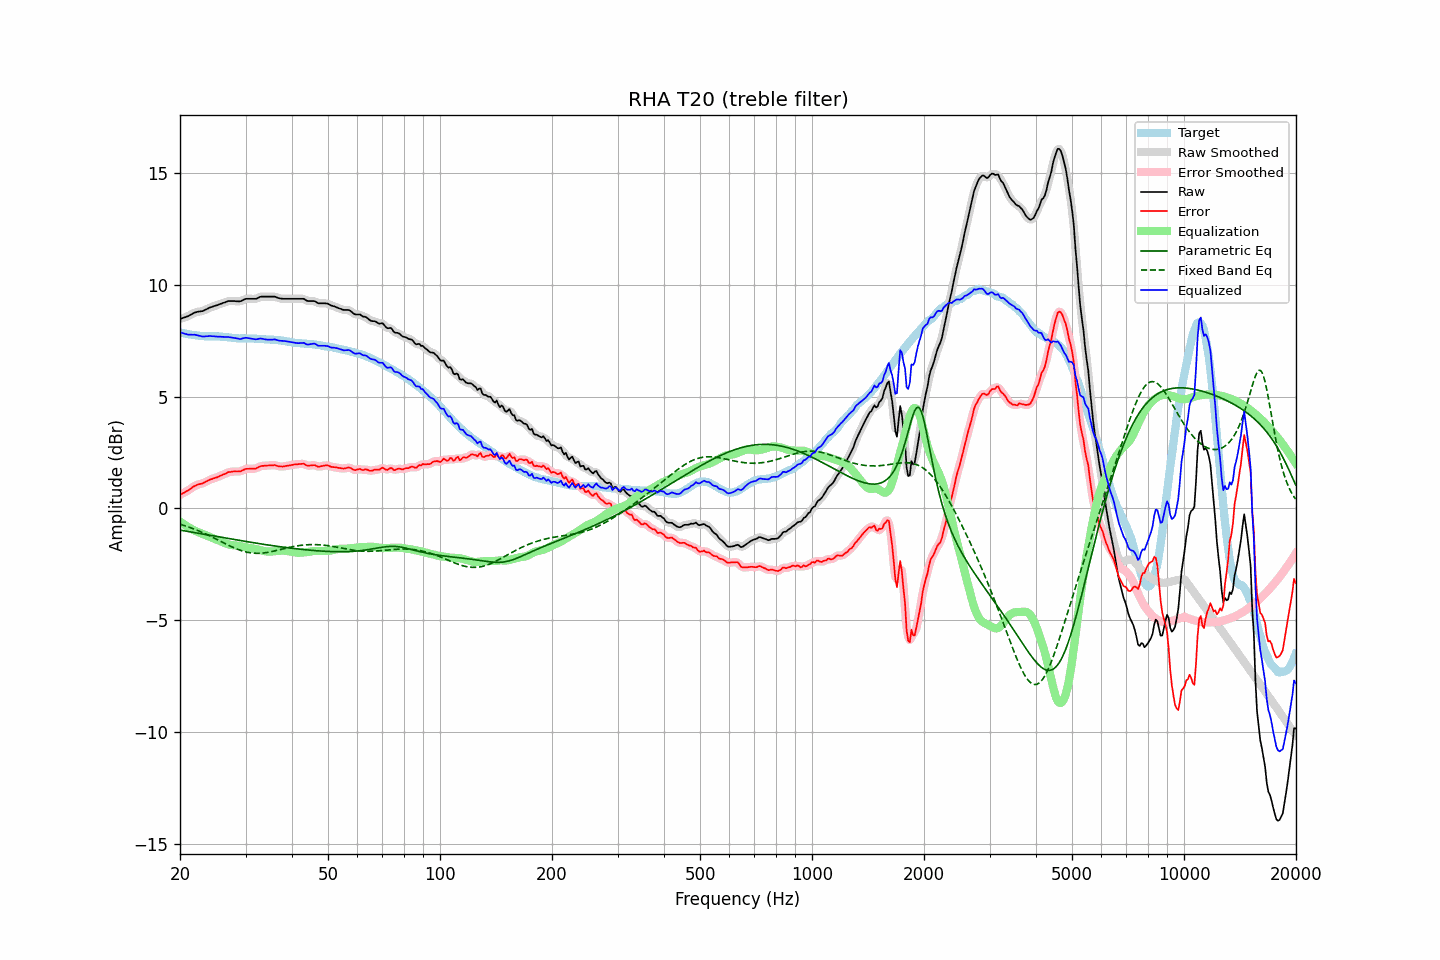 RHA T20 (treble filter)
Target
Raw Smoothed
Error Smoothed
Raw
Error
Equalization
Parametric Eq
Fixed Band Eq
Equalized
Amplitude (dBr)
15
10
5
0
−5
−10
−15
20
50
100
200
500
1000
2000
5000
10000
20000
Frequency (Hz)